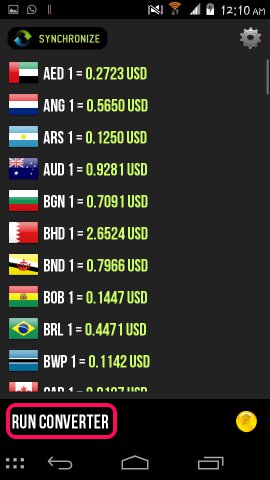 12:10 AM
SYNCHRONIZE
AED 1 = 0.2723 USD
ANG 1 = 0.5650 USD
ARS 1 = 0.1250 USD
AUD 1 = 0.9281 USD
BGN 1 = 0.7091 USD
BHD 1 = 2.6524 USD
BND 1 = 0.7966 USD
BOB 1 = 0.1447 USD
BRL 1 = 0.4471 USD
BWP 1 = 0.1142 USD
RUN CONVERTER